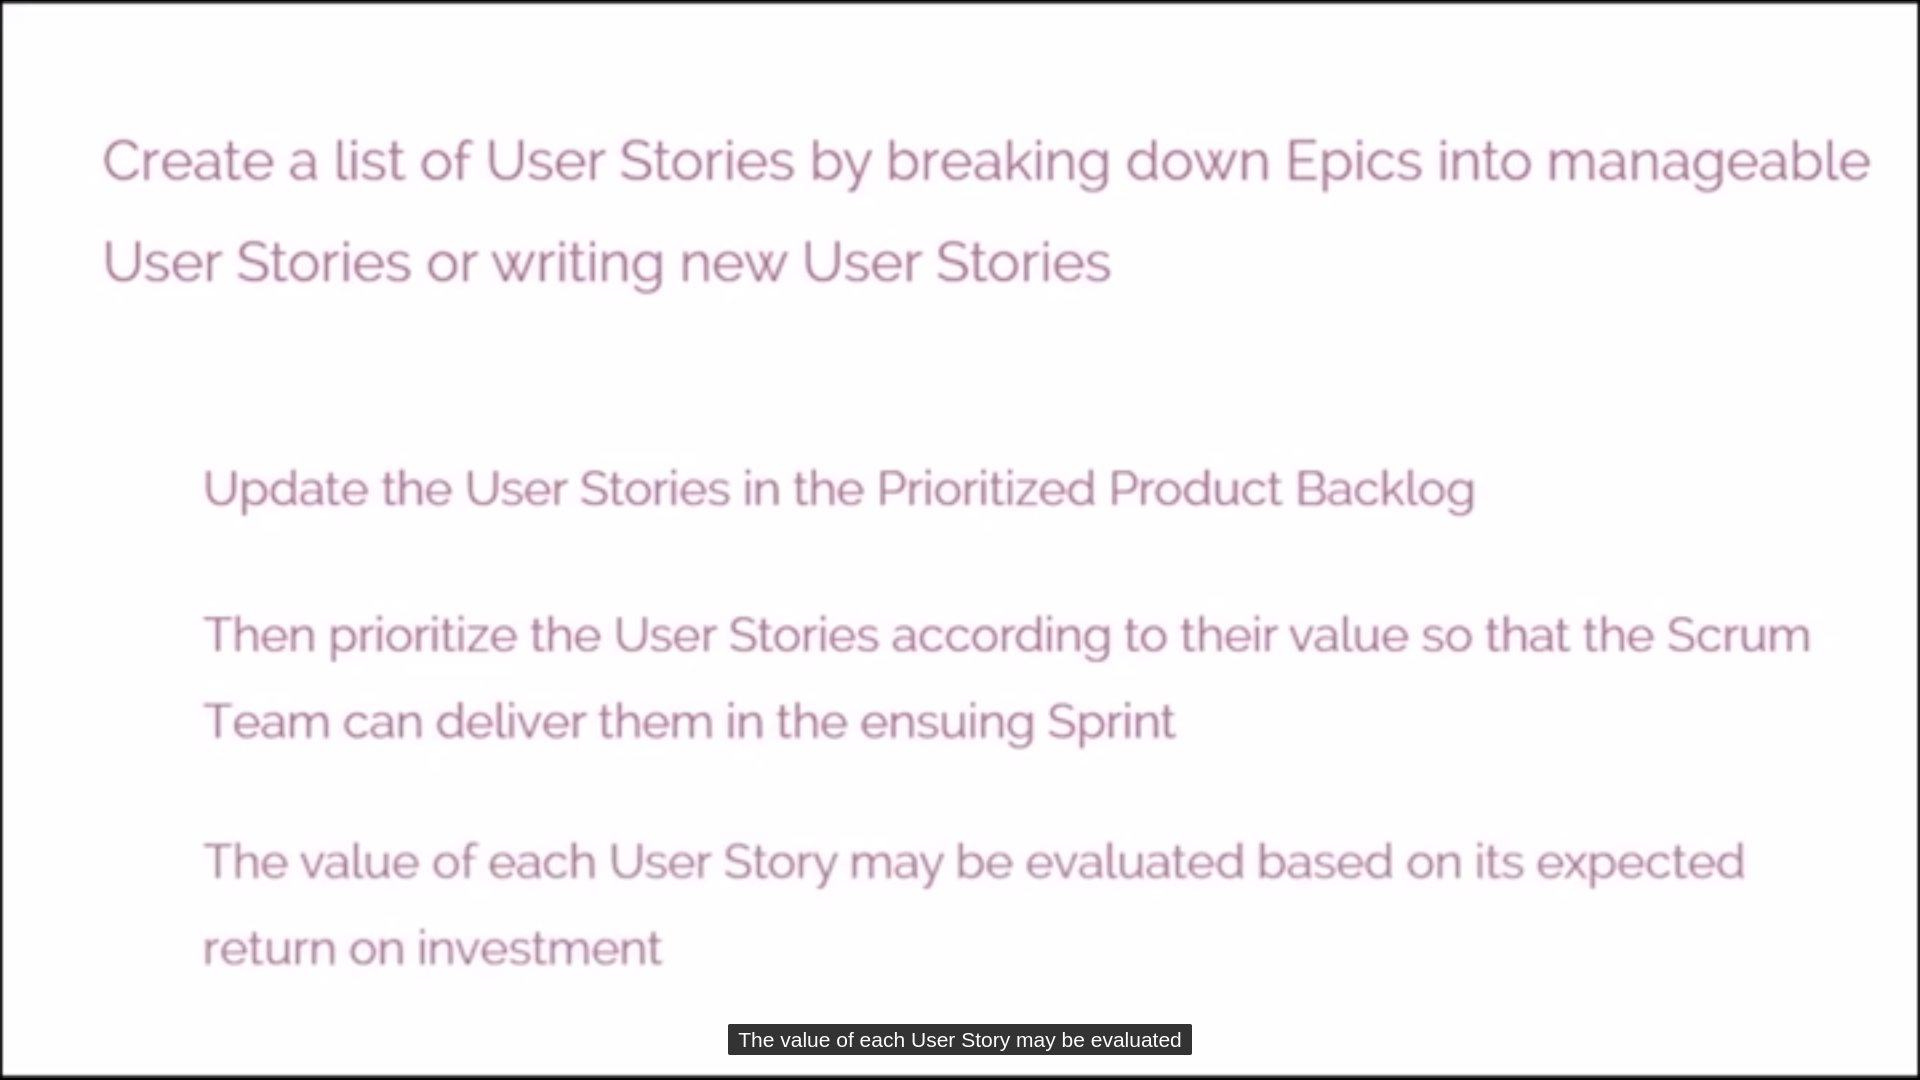 Create a list of User Stories by breaking down Epics into manageable
User Stories or writing new User Stories
Update the User Stories in the Prioritized Product Backlog
Then prioritize the User Stories according to their value so that the Scrum
Team can deliver them in the ensuing Sprint
The value of each User Story may be evaluated based on its expected
return on investment
The value of each User Story may be evaluated